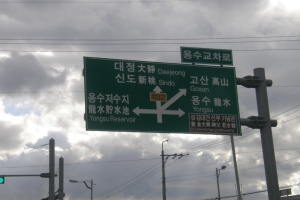 용수교차로
대정 大靜 Daejeong
신도 新桃 Sindo
고산 高山
Gosan
용수저수지
龍水貯水池
Yongsu Reservoir
용수 龍水
Yongsu